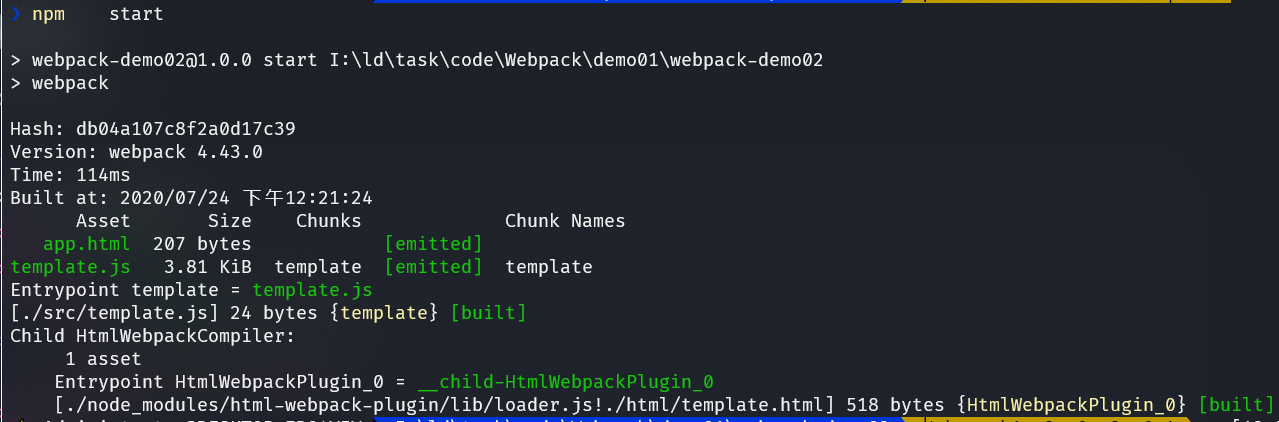 ❯ npm    start

> webpack-demo02@1.0.0 start I:\ld\task\code\Webpack\demo01\webpack-demo02
> webpack

Hash: db04a107c8f2a0d17c39
Version: webpack 4.43.0
Time: 114ms
Built at: 2020/07/24 下午12:21:24
      Asset       Size    Chunks             Chunk Names
   app.html  207 bytes            [emitted]
template.js   3.81 KiB  template  [emitted]  template
Entrypoint template = template.js
[./src/template.js] 24 bytes {template} [built]
Child HtmlWebpackCompiler:
     1 asset
    Entrypoint HtmlWebpackPlugin_0 = __child-HtmlWebpackPlugin_0
    [./node_modules/html-webpack-plugin/lib/loader.js!./html/template.html] 518 bytes {HtmlWebpackPlugin_0} [built]